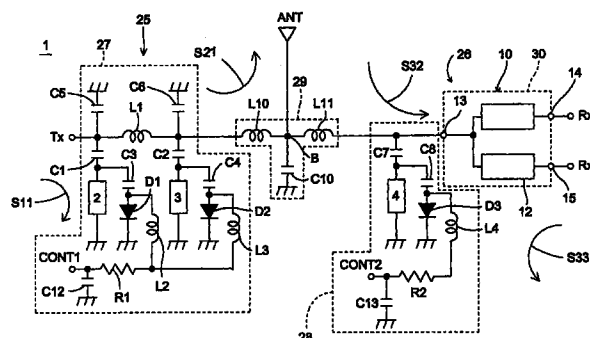 ANT
1
25
27
S21
S32
26
10
30
C5
C6
29
14
L1
L10
L11
13
Rx
Tx
B
C1
C3
C2
C4
C10
C7
C8
S11
2
D1
3
D2
4
D3
12
15
Rx
L2
L3
L4
CONT1
R1
C12
CONT2
R2
C13
S33
28